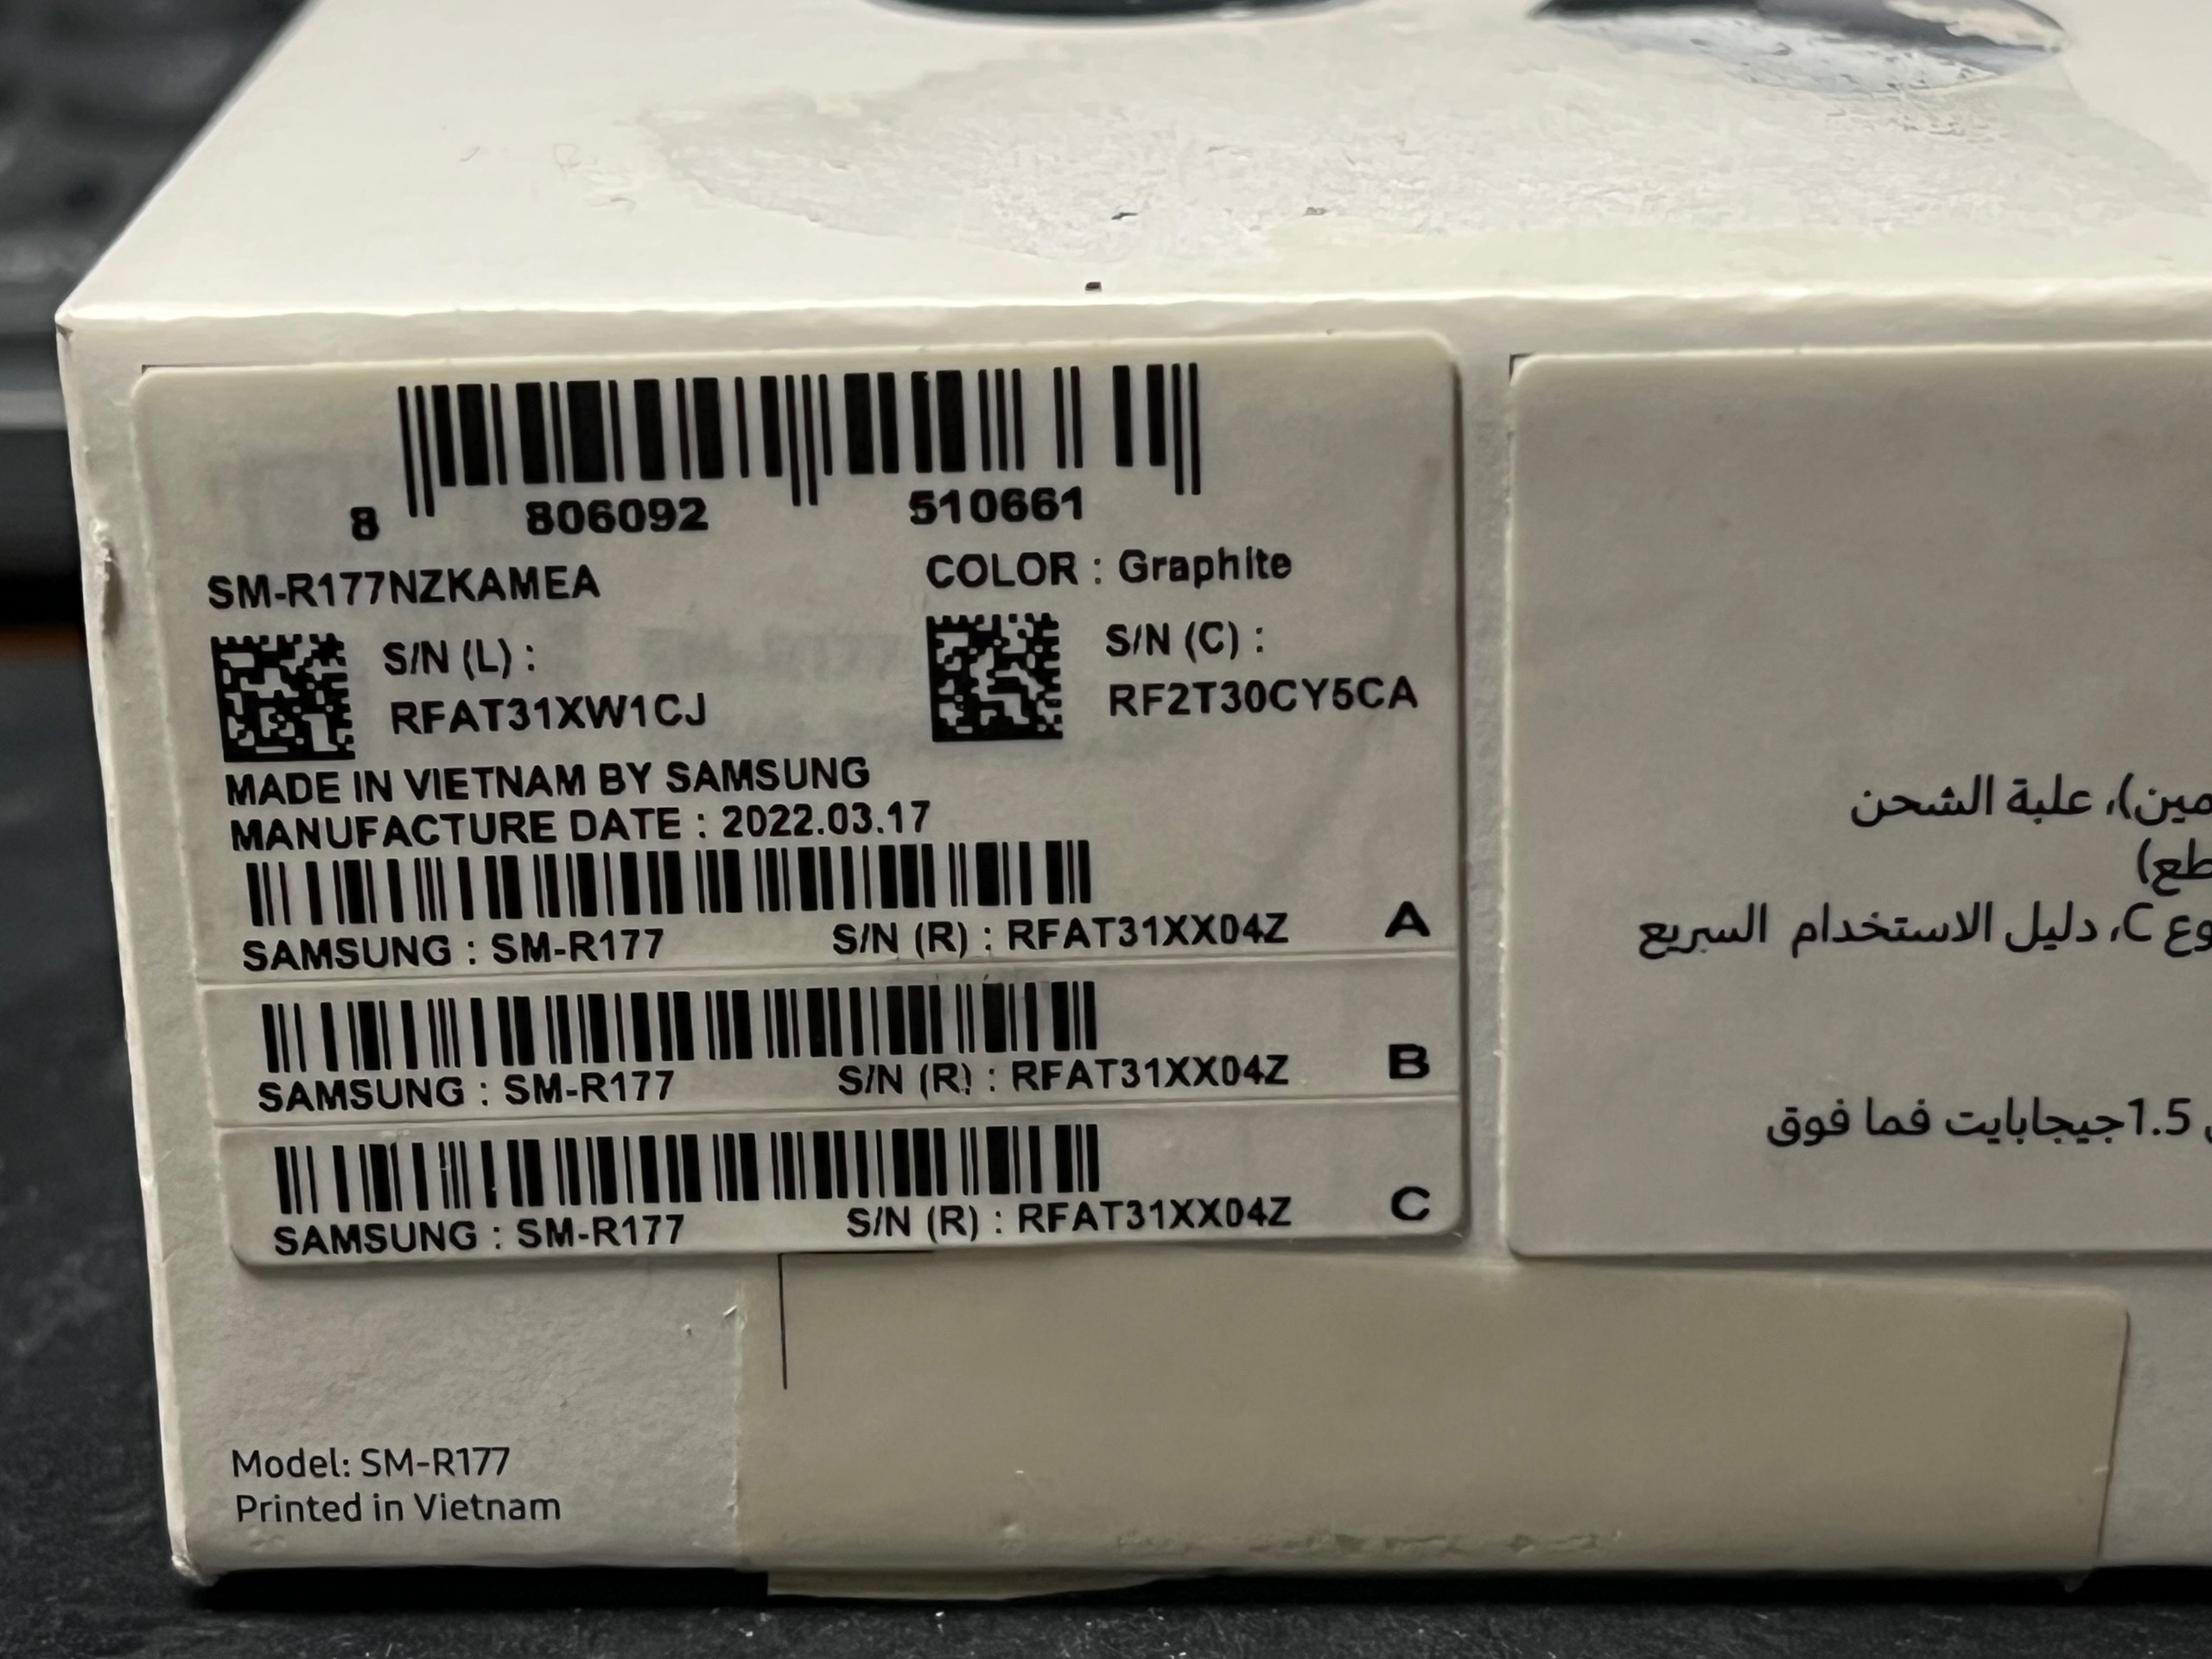 8 806092 510661
SM-R177NZKAMEA COLOR : Graphite
S/N (L) : S/N (C) :
RFAT31XW1CJ RF2T30CY5CA
MADE IN VIETNAM BY SAMSUNG
MANUFACTURE DATE : 2022.03.17
SAMSUNG : SM-R177 S/N (R) : RFAT31XX04Z A
SAMSUNG : SM-R177 S/N (R) : RFAT31XX04Z B
SAMSUNG : SM-R177 S/N (R) : RFAT31XX04Z C
Model: SM-R177
Printed in Vietnam
علبة الشحن
C، دليل الاستخدام السريع
1.5جيجابايت فما فوق